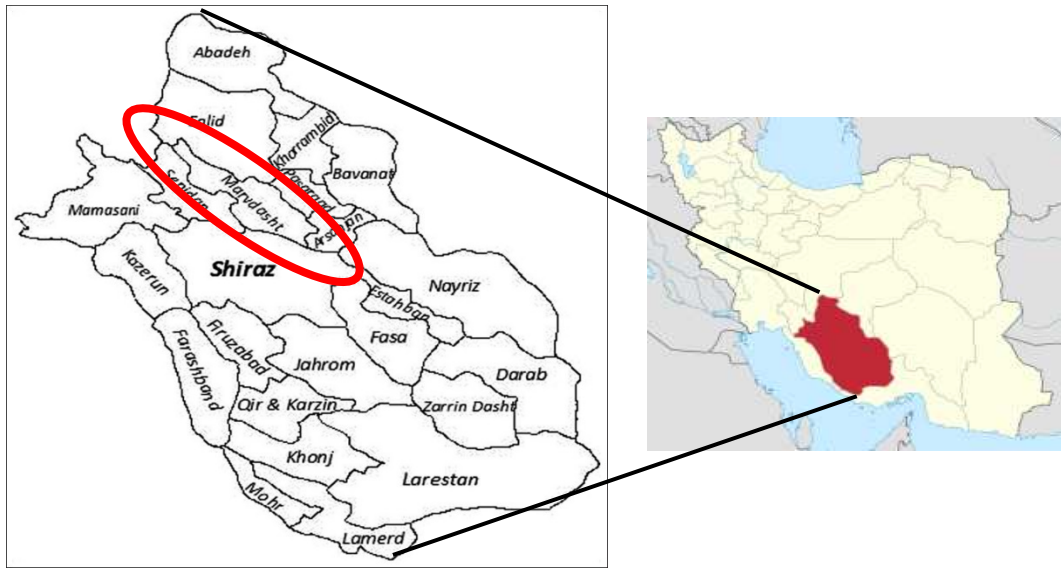 Abadeh
Eqlid
Kharrambid
Bavanat
Pasargad
Sepidan
Marvdasht
Mamasani
Arsanjan
Shiraz
Kazerun
Nayriz
Estahban
Fasa
Firuzabad
Farashband
Jahrom
Darab
Qir & Karzin
Zarrin Dasht
Khonj
Larestan
Mohr
Lamerd